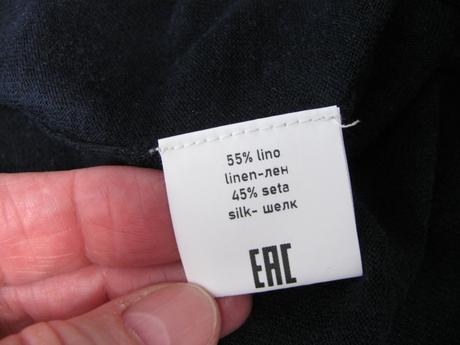 55% lino
linen-лен
45% seta
silk- шелк
EAC